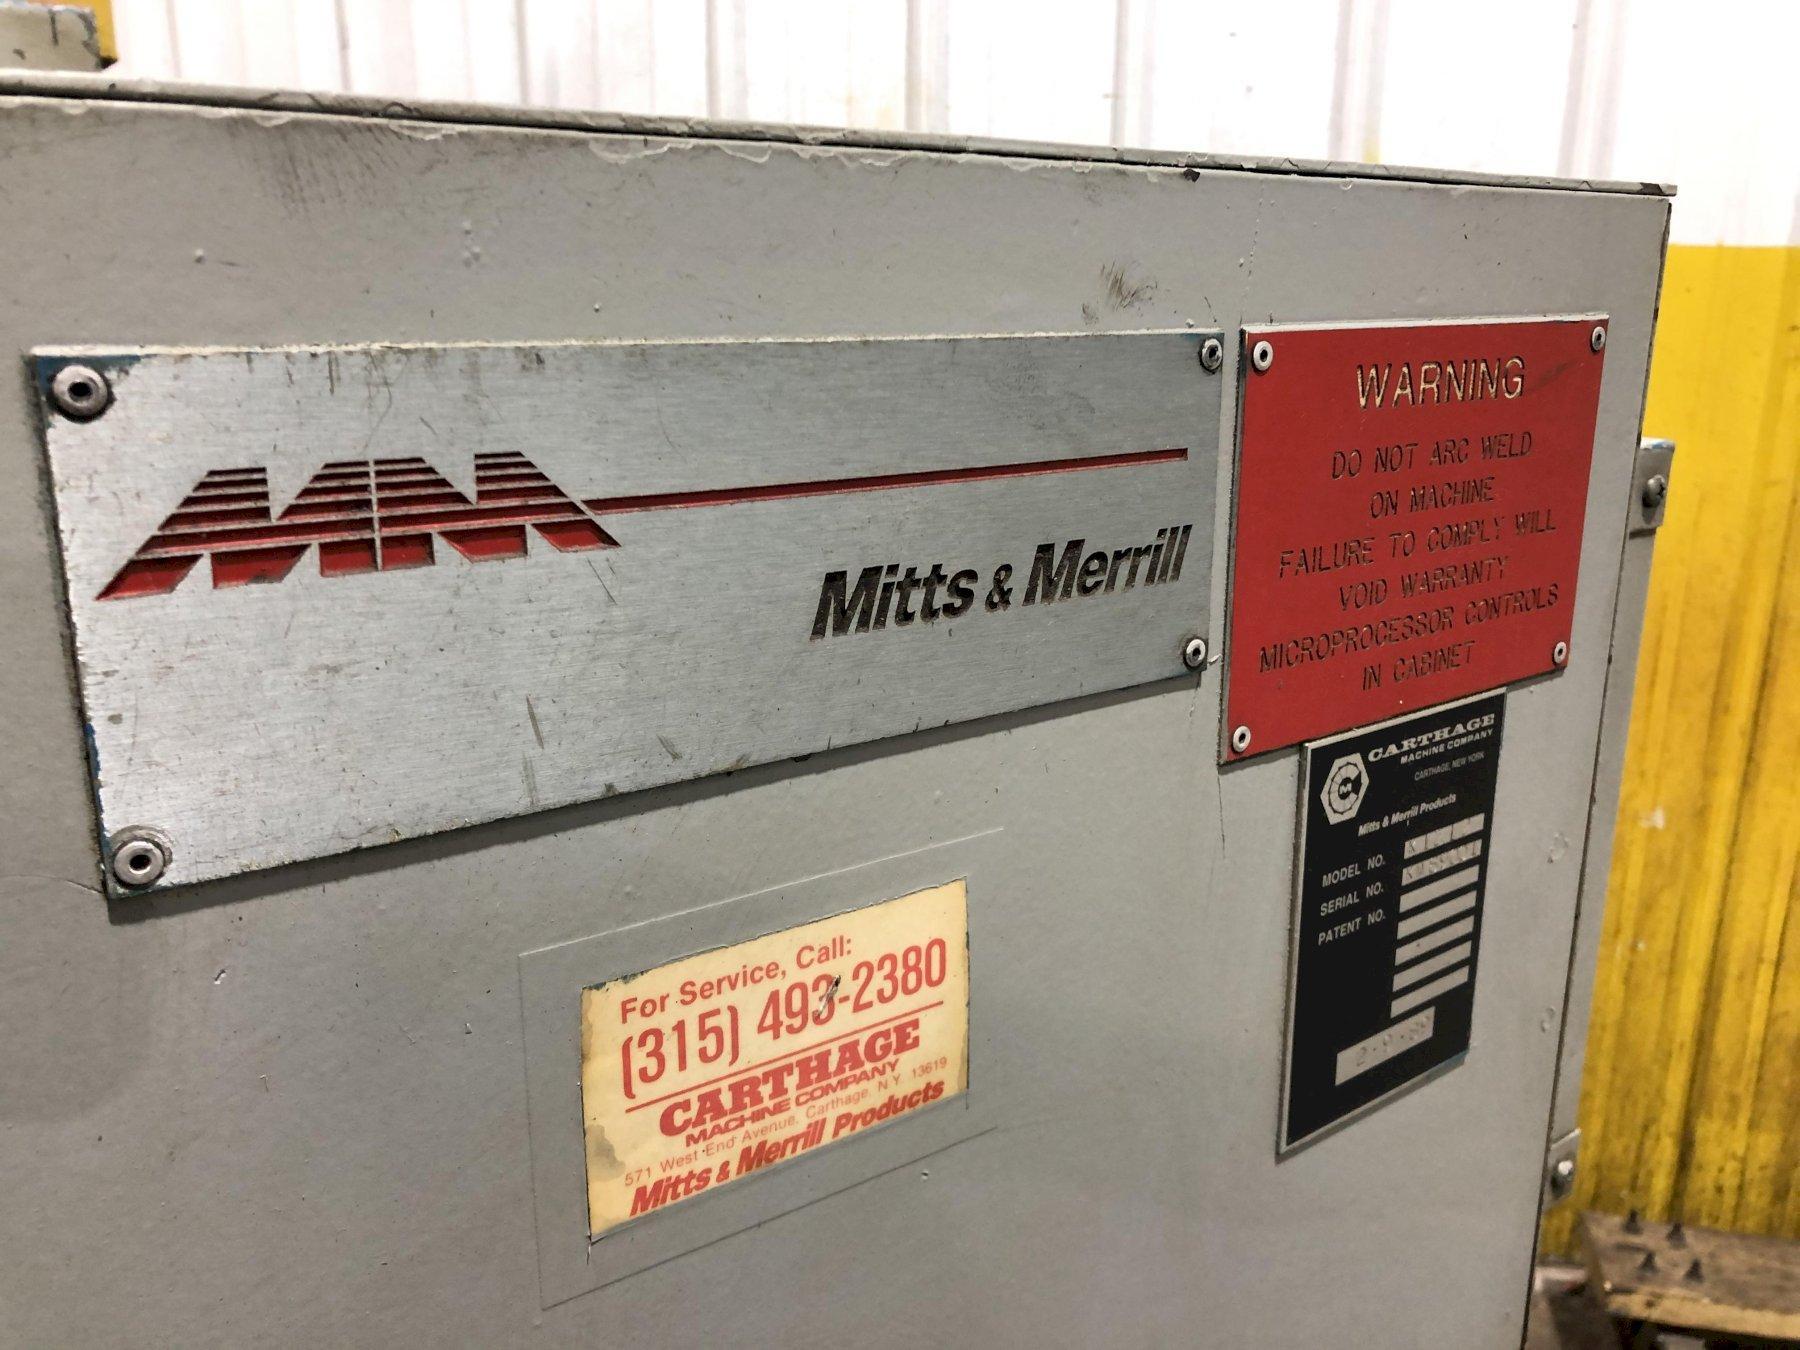 MM
Mitts & Merrill
WARNING
DO NOT ARC WELD
ON MACHINE
FAILURE TO COMPLY WILL
VOID WARRANTY
MICROPROCESSOR CONTROLS
IN CABINET
CARTHAGE
MACHINE COMPANY
CARTHAGE, NEW YORK
CM
Mitts & Merrill Products
MODEL NO.
SERIAL NO.
PATENT NO.
For Service, Call:
(315) 493-2380
CARTHAGE
MACHINE COMPANY
571 West End Avenue, Carthage, N.Y. 13619
Mitts & Merrill Products